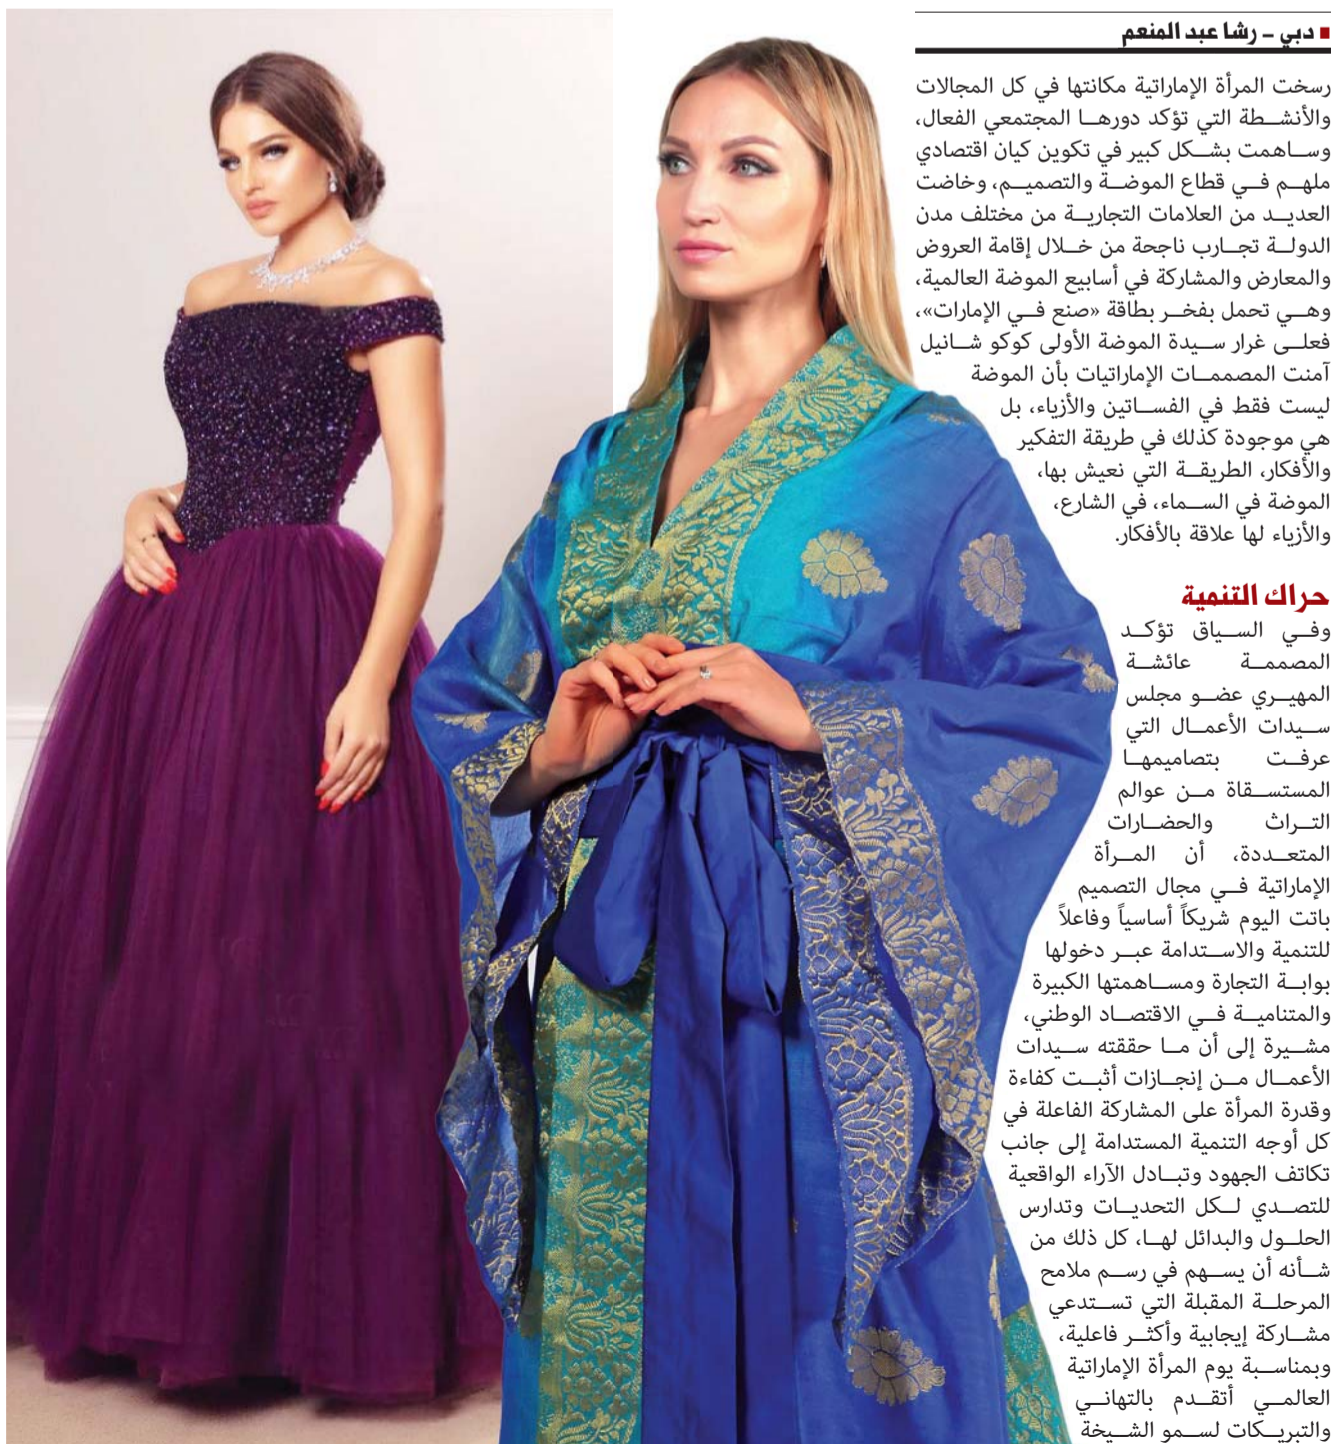 دبي - رشا عبد المنعم
رسخت المرأة الإماراتية مكانتها في كل المجالات
والأنشطة التي تؤكد دورها المجتمعي الفعال،
وساهمت بشكل كبير في تكوين كيان اقتصادي
ملهم في قطاع الموضة والتصميم، وخاضت
العديد من العلامات التجارية من مختلف مدن
الدولة تجارب ناجحة من خلال إقامة العروض
والمعارض والمشاركة في أسابيع الموضة العالمية،
وهي تحمل بفخر بطاقة «صنع في الإمارات»،
فعلى غرار سيدة الموضة الأولى كوكو شانيل
آمنت المصممات الإماراتيات بأن الموضة
ليست فقط في الفساتين والأزياء، بل
هي موجودة كذلك في طريقة التفكير
والأفكار، الطريقة التي نعيش بها،
الموضة في السماء، في الشارع،
والأزياء لها علاقة بالأفكار.
حراك التنمية
وفي السياق تؤكد
المصممة عائشة
المهيري عضو مجلس
سيدات الأعمال التي
عرفت بتصاميمها
المستسقاة من عوالم
التراث والحضارات
المتعددة، أن المرأة
الإماراتية في مجال التصميم
باتت اليوم شريكاً أساسياً وفاعلاً
للتنمية والاستدامة عبر دخولها
بوابة التجارة ومساهمتها الكبيرة
والمتنامية في الاقتصاد الوطني،
مشيرة إلى أن ما حققته سيدات
الأعمال من إنجازات أثبت كفاءة
وقدرة المرأة على المشاركة الفاعلة في
كل أوجه التنمية المستدامة إلى جانب
تكاتف الجهود وتبادل الآراء الواقعية
للتصدي لكل التحديات وتدارس
الحلول والبدائل لها، كل ذلك من
شأنه أن يسهم في رسم ملامح
المرحلة المقبلة التي تستدعي
مشاركة إيجابية وأكثر فاعلية،
وبمناسبة يوم المرأة الإماراتية
العالمي أتقدم بالتهاني
والتبريكات لسمو الشيخة